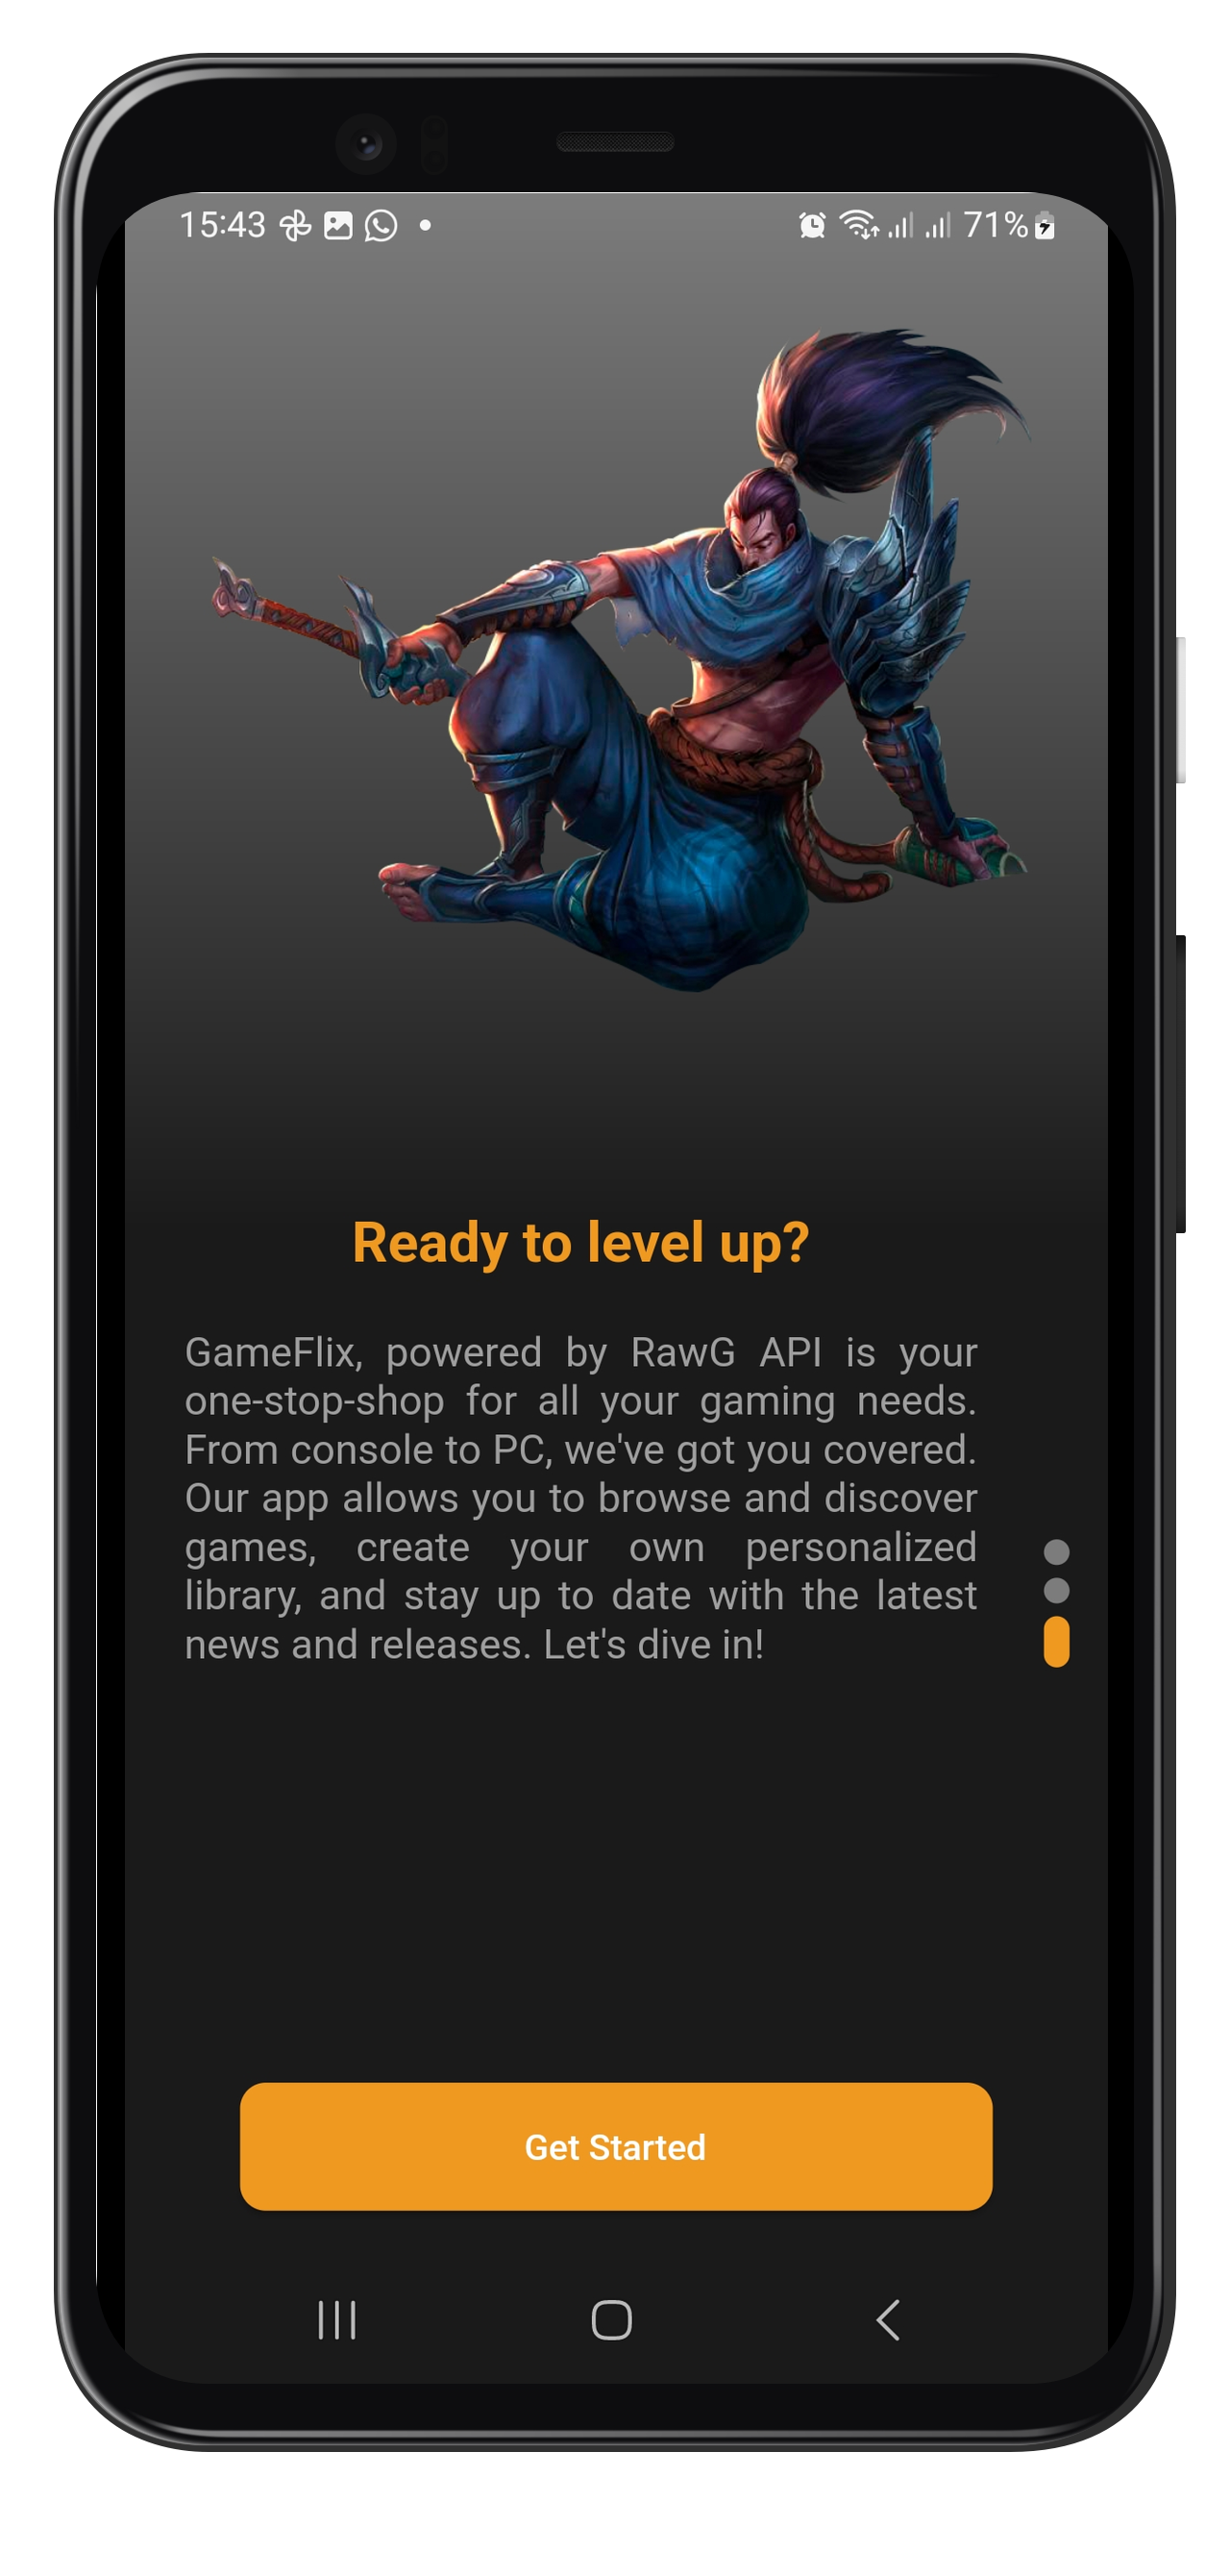 15:43
71%
Ready to level up?
GameFlix, powered by RawG API is your
one-stop-shop for all your gaming needs.
From console to PC, we've got you covered.
Our app allows you to browse and discover
games, create your own personalized
library, and stay up to date with the latest
news and releases. Let's dive in!
Get Started